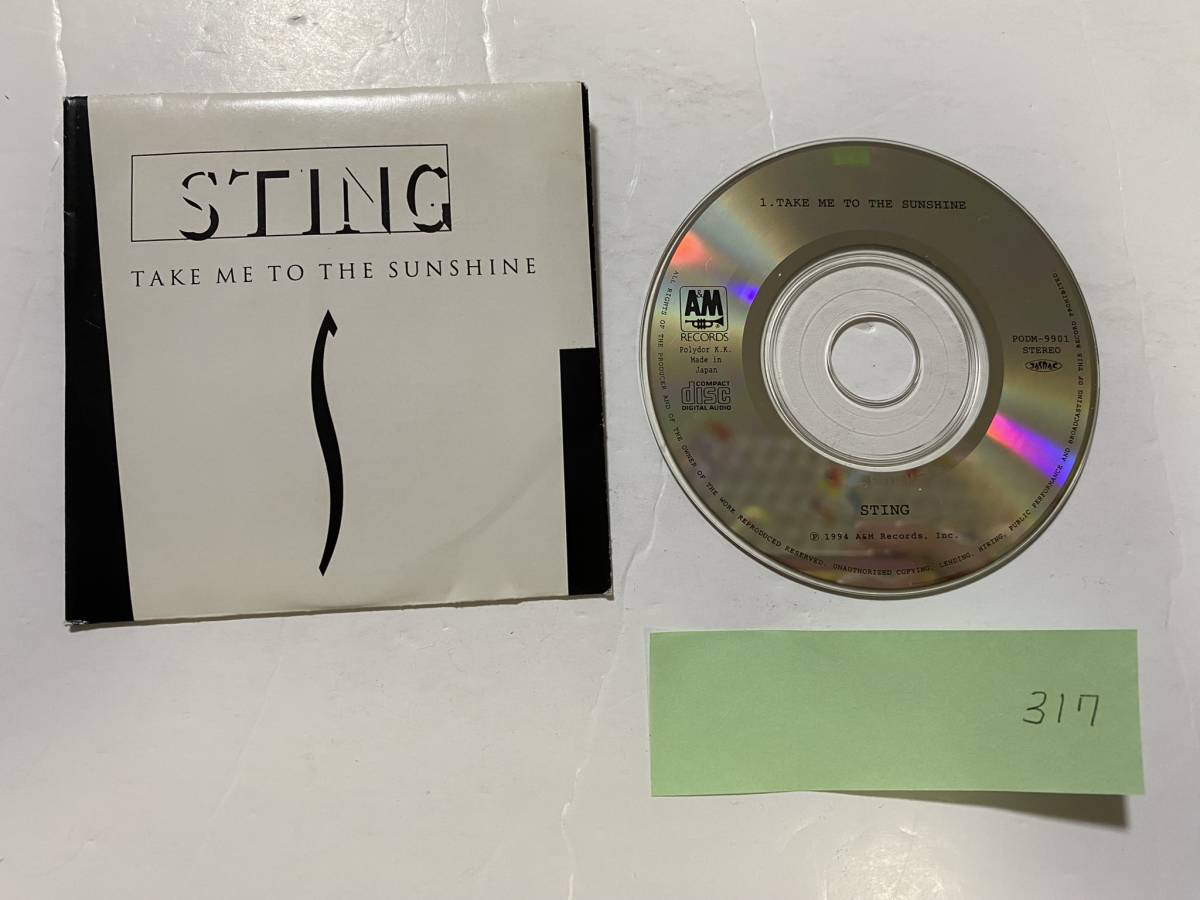 STING
TAKE ME TO THE SUNSHINE
1.TAKE ME TO THE SUNSHINE
A&M
RECORDS
Polydor K.K.
Made in
Japan
COMPACT
disc
DIGITAL AUDIO
PODM-9901
STEREO
JASRAC
STING
Ⓟ 1994 A&M Records, Inc.
ALL RIGHTS OF THE PRODUCER AND OF THE OWNER OF THE WORK REPRODUCED RESERVED. UNAUTHORIZED COPYING, LENDING, HIRING, PUBLIC PERFORMANCE AND BROADCASTING OF THIS RECORD PROHIBITED
317